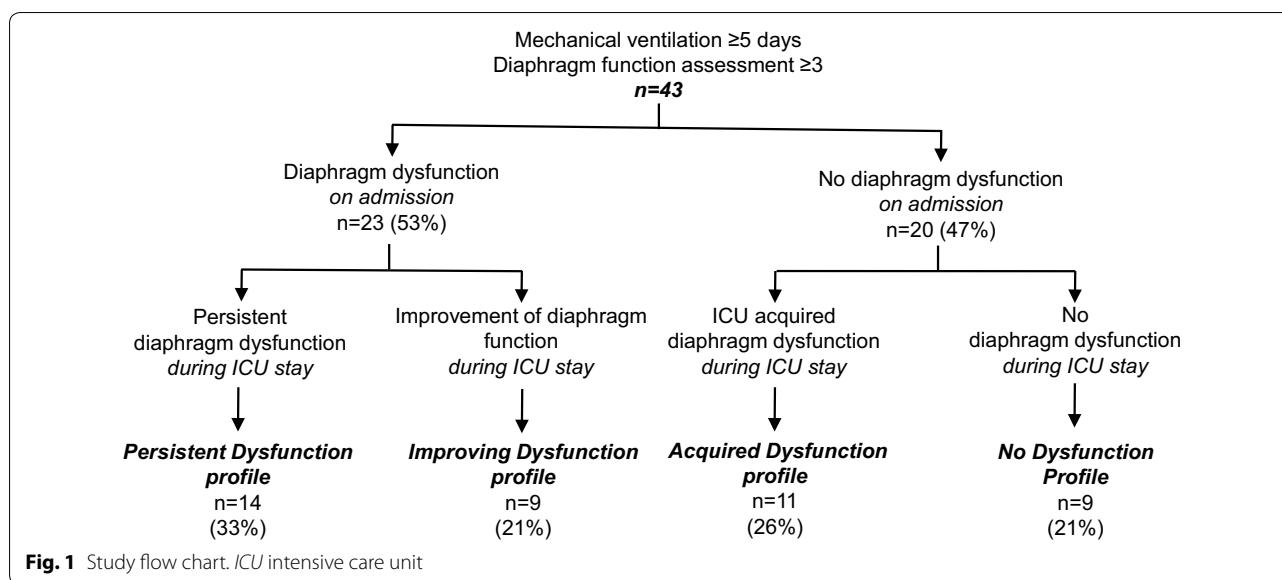 Mechanical ventilation ≥5 days
Diaphragm function assessment ≥3
n=43
Diaphragm dysfunction
on admission
n=23 (53%)
No diaphragm dysfunction
on admission
n=20 (47%)
Persistent
diaphragm dysfunction
during ICU stay
Improvement of diaphragm
function
during ICU stay
ICU acquired
diaphragm dysfunction
during ICU stay
No
diaphragm dysfunction
during ICU stay
Persistent Dysfunction
profile
n=14
(33%)
Improving Dysfunction
profile
n=9
(21%)
Acquired Dysfunction
profile
n=11
(26%)
No Dysfunction
Profile
n=9
(21%)
Fig. 1 Study flow chart. ICU intensive care unit